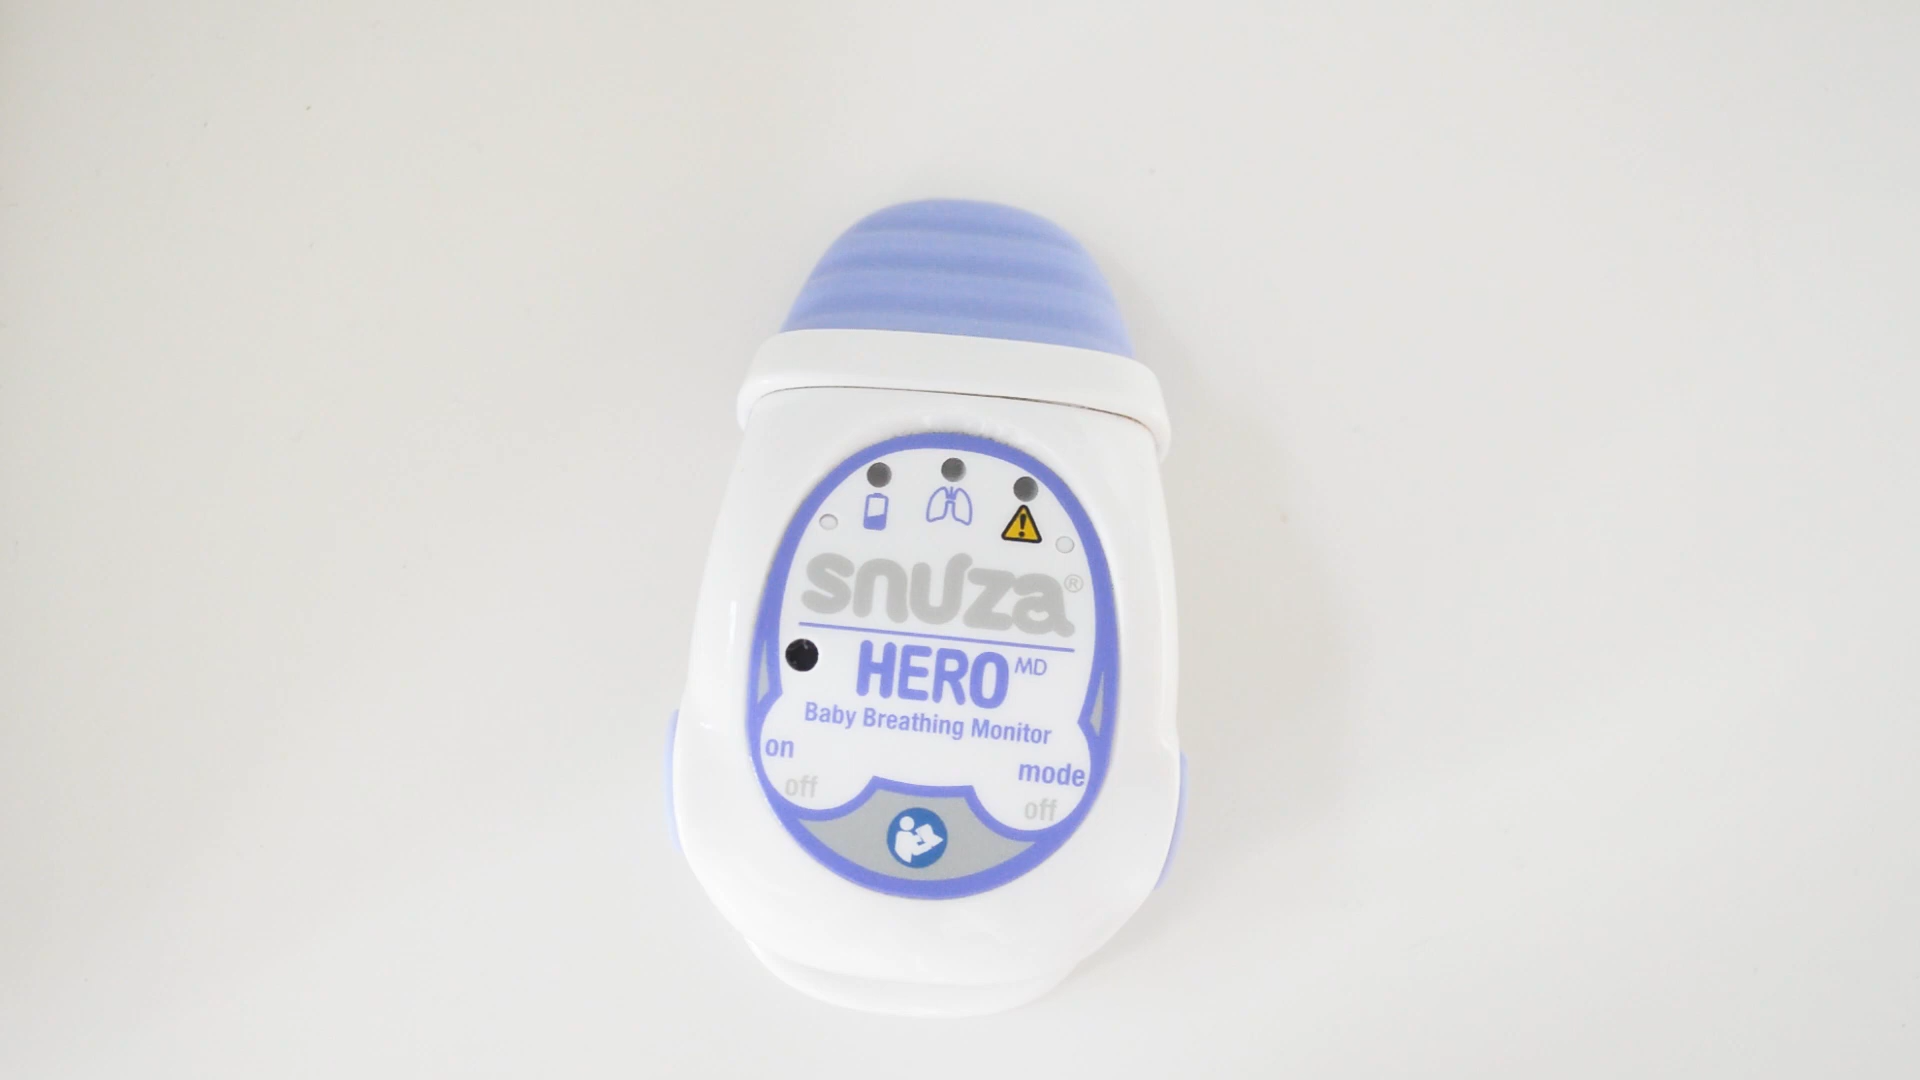 snuza®
HERO MD
Baby Breathing Monitor
on
mode
off
off